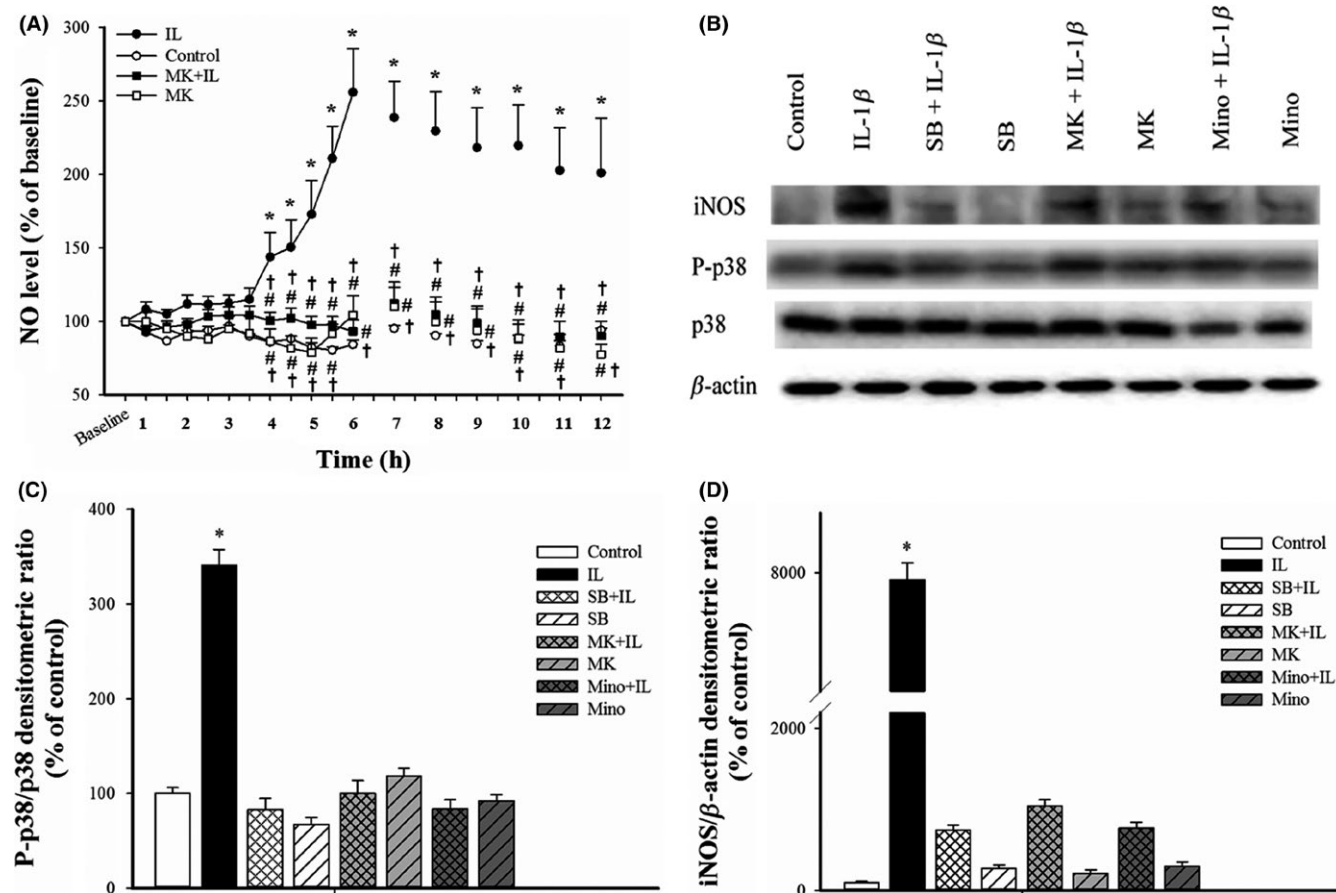 (A)
NO level (% of baseline)
300
250
200
150
100
50
IL
Control
MK+IL
MK
* * * * * * * * * * *
† † † † † † † † † † †
# # # # # # # # # # #
# # # # # # # # # # #
† † † † † † † † † † †
Baseline 1 2 3 4 5 6 7 8 9 10 11 12
Time (h)
(B)
Control IL-1β SB + IL-1β SB MK + IL-1β MK Mino + IL-1β Mino
iNOS
P-p38
p38
β-actin
(C)
P-p38/p38 densitometric ratio
(% of control)
400
300
200
100
0
*
Control
IL
SB+IL
SB
MK+IL
MK
Mino+IL
Mino
(D)
iNOS/β-actin densitometric ratio
(% of control)
8000
2000
0
*
Control
IL
SB+IL
SB
MK+IL
MK
Mino+IL
Mino